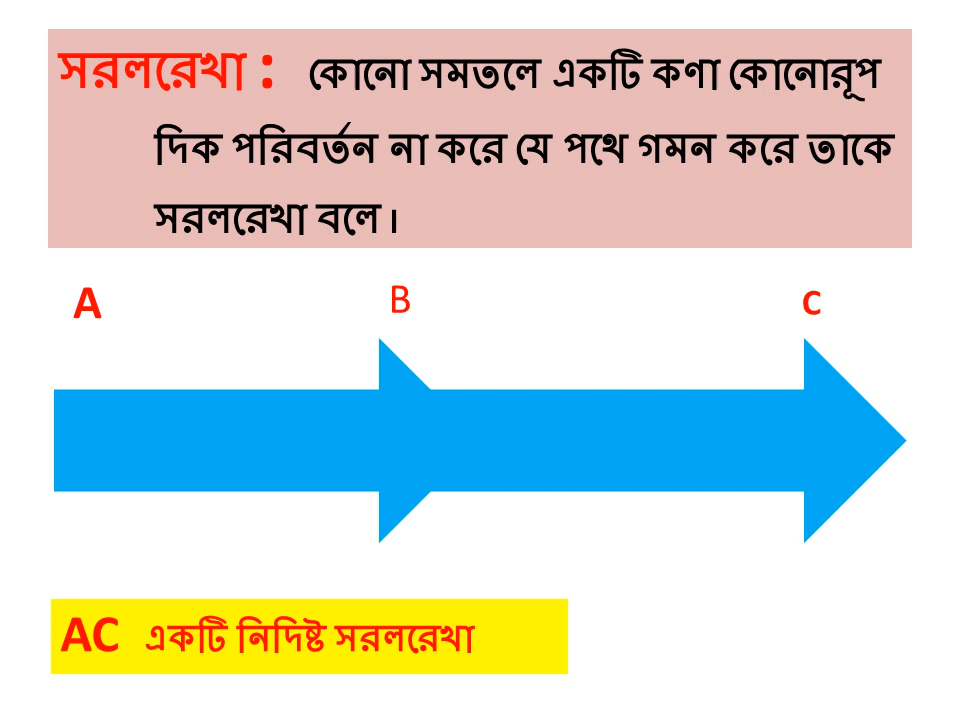 সরলরেখা : কোনো সমতলে একটি কণা কোনোরূপ
দিক পরিবর্তন না করে যে পথে গমন করে তাকে
সরলরেখা বলে।
A B C
AC একটি নিদিষ্ট সরলরেখা